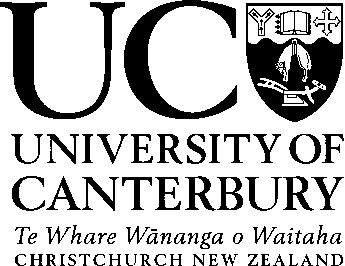 UC
UNIVERSITY OF
CANTERBURY
Te Whare Wānanga o Waitaha
CHRISTCHURCH NEW ZEALAND